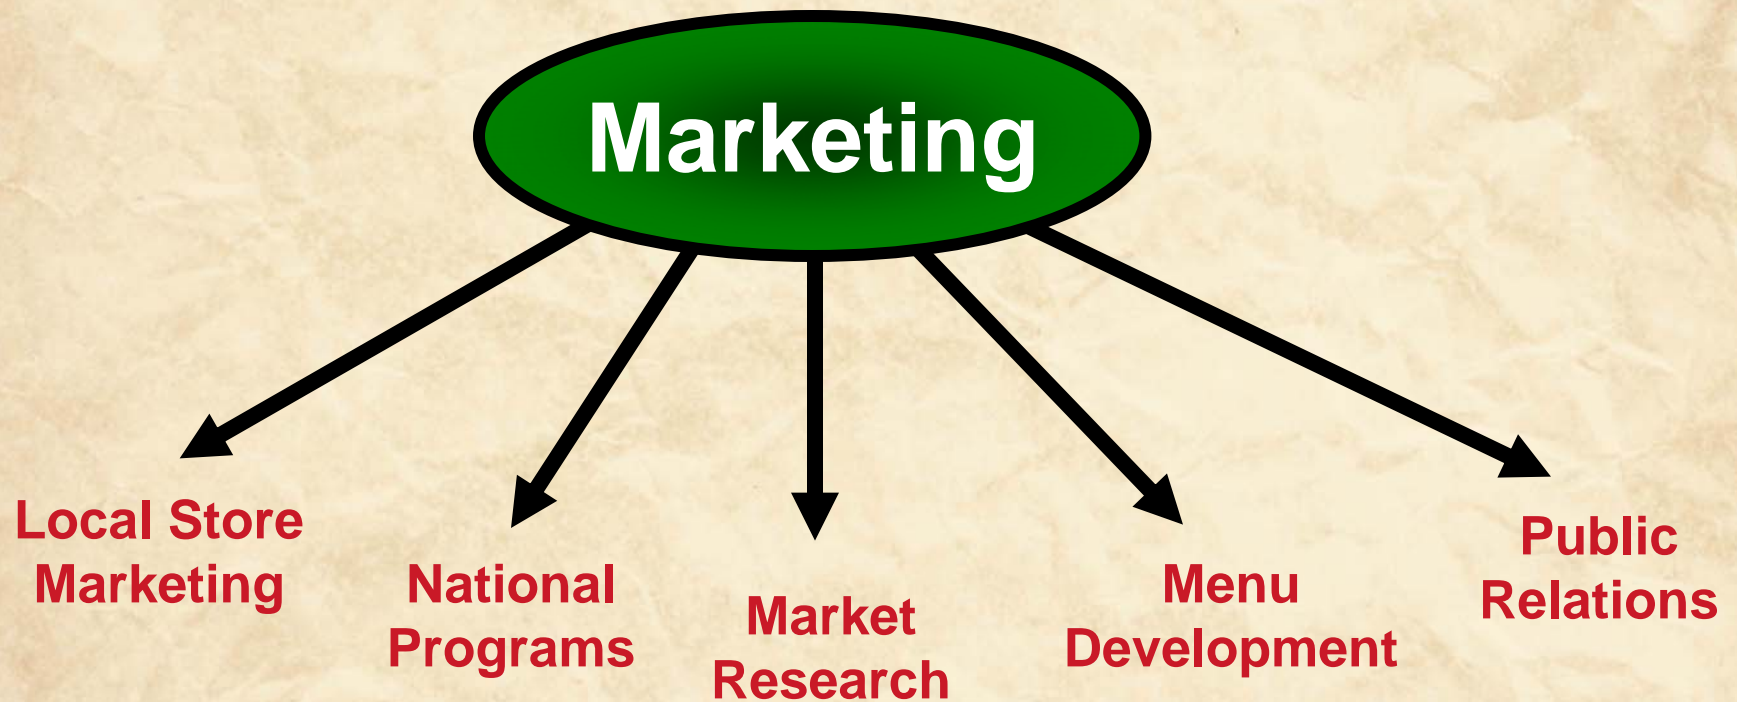 Marketing
Local Store
Marketing
National
Programs
Market
Research
Menu
Development
Public
Relations